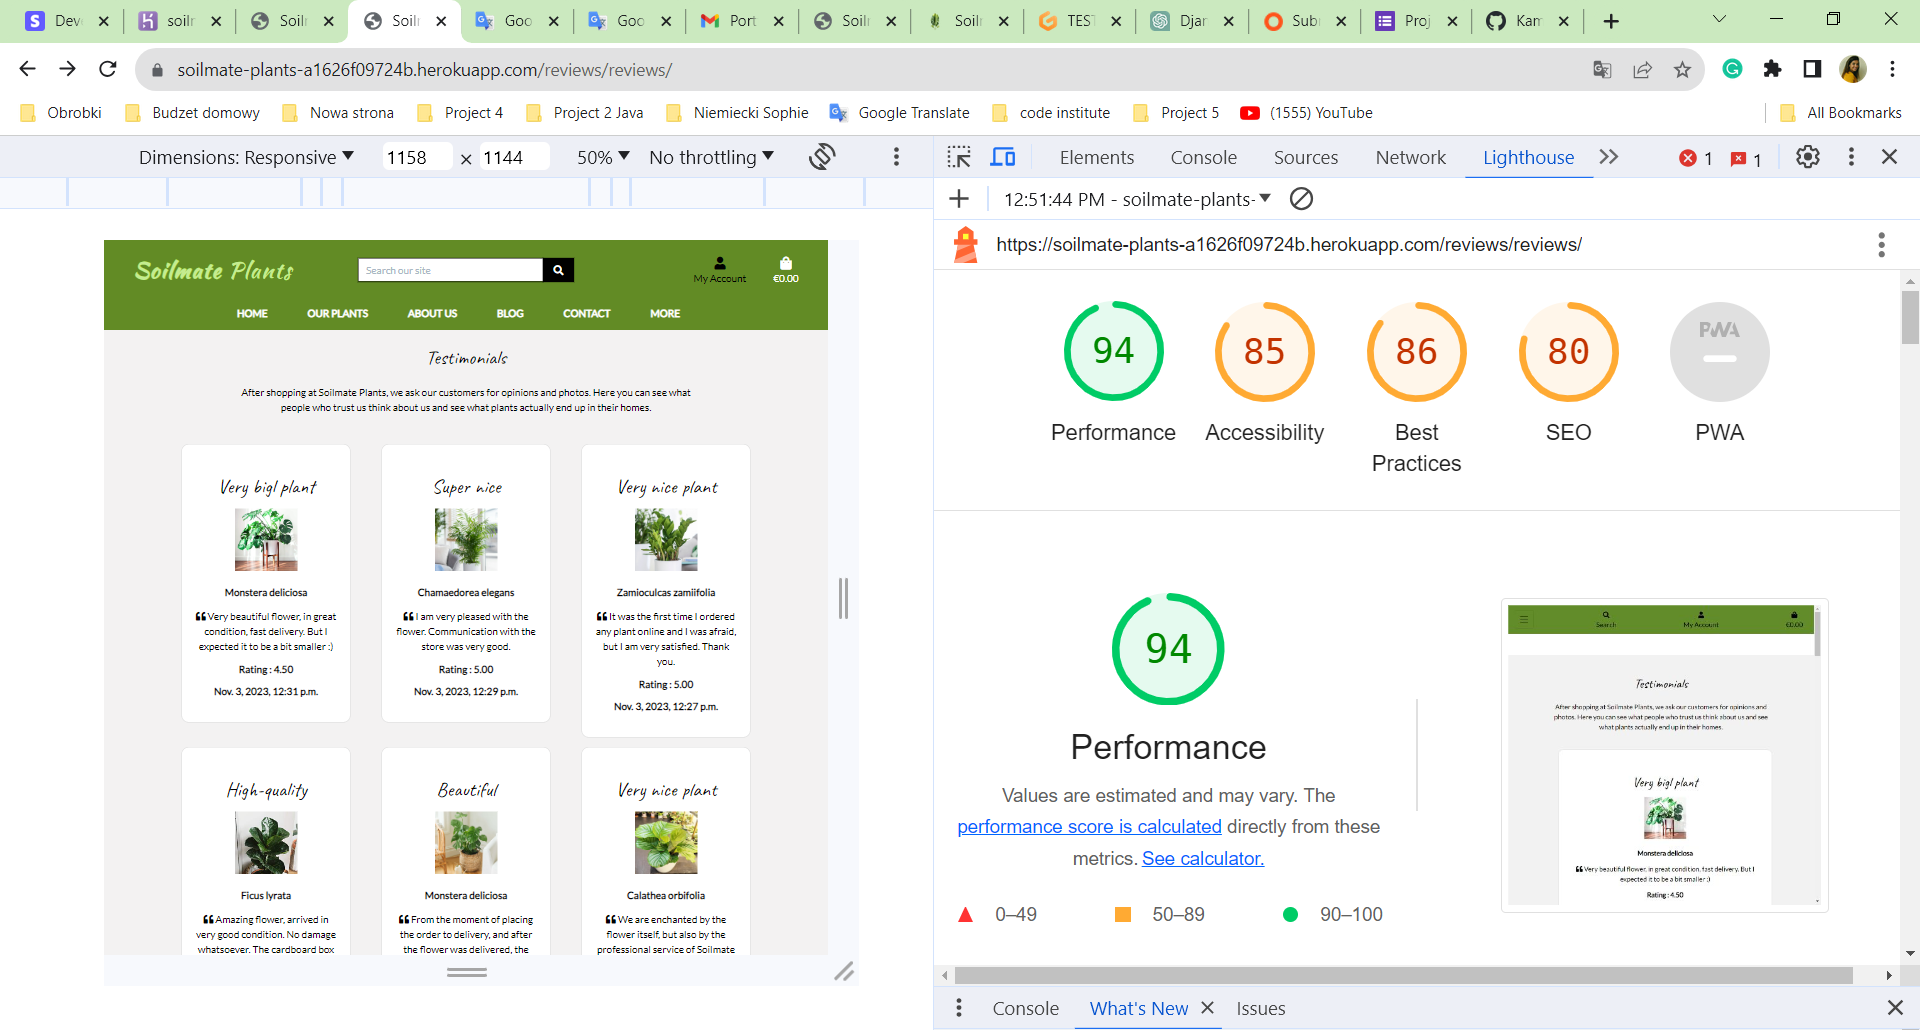 Dev
soilr
Soilr
Soilr
Goo
Goo
Port
Soilr
Soilr
TEST
Djar
Sub
Proj
Kam
soilmate-plants-a1626f09724b.herokuapp.com/reviews/reviews/
Obrobki
Budzet domowy
Nowa strona
Project 4
Project 2 Java
Niemiecki Sophie
Google Translate
code institute
Project 5
(1555) YouTube
All Bookmarks
Dimensions: Responsive
1158 × 1144
50%
No throttling
Elements
Console
Sources
Network
Lighthouse
1
1
12:51:44 PM - soilmate-plants-
https://soilmate-plants-a1626f09724b.herokuapp.com/reviews/reviews/
Soilmate Plants
Search our site
My Account
€0.00
HOME
OUR PLANTS
ABOUT US
BLOG
CONTACT
MORE
Testimonials
After shopping at Soilmate Plants, we ask our customers for opinions and photos. Here you can see what
people who trust us think about us and see what plants actually end up in their homes.
Very bigl plant
Monstera deliciosa
Very beautiful flower, in great
condition, fast delivery. But I
expected it to be a bit smaller :)
Rating : 4.50
Nov. 3, 2023, 12:31 p.m.
Super nice
Chamaedorea elegans
I am very pleased with the
flower. Communication with the
store was very good.
Rating : 5.00
Nov. 3, 2023, 12:29 p.m.
Very nice plant
Zamioculcas zamiifolia
It was the first time I ordered
any plant online and I was afraid,
but I am very satisfied. Thank
you.
Rating : 5.00
Nov. 3, 2023, 12:27 p.m.
High-quality
Ficus lyrata
Amazing flower, arrived in
very good condition. No damage
whatsoever. The cardboard box
Beautiful
Monstera deliciosa
From the moment of placing
the order to delivery, and after
the flower was delivered, the
Very nice plant
Calathea orbifolia
We are enchanted by the
flower itself, but also by the
professional service of Soilmate
94
Performance
85
Accessibility
86
Best
Practices
80
SEO
PWA
PWA
94
Performance
Values are estimated and may vary. The
performance score is calculated directly from these
metrics. See calculator.
0–49
50–89
90–100
Search
My Account
€0.00
Testimonials
After shopping at Soilmate Plants, we ask our customers for opinions and
photos. Here you can see what people who trust us think about us and see
what plants actually end up in their homes.
Very bigl plant
Monstera deliciosa
Very beautiful flower, in great condition, fast delivery. But I
expected it to be a bit smaller :)
Rating : 4.50
Console
What's New
Issues